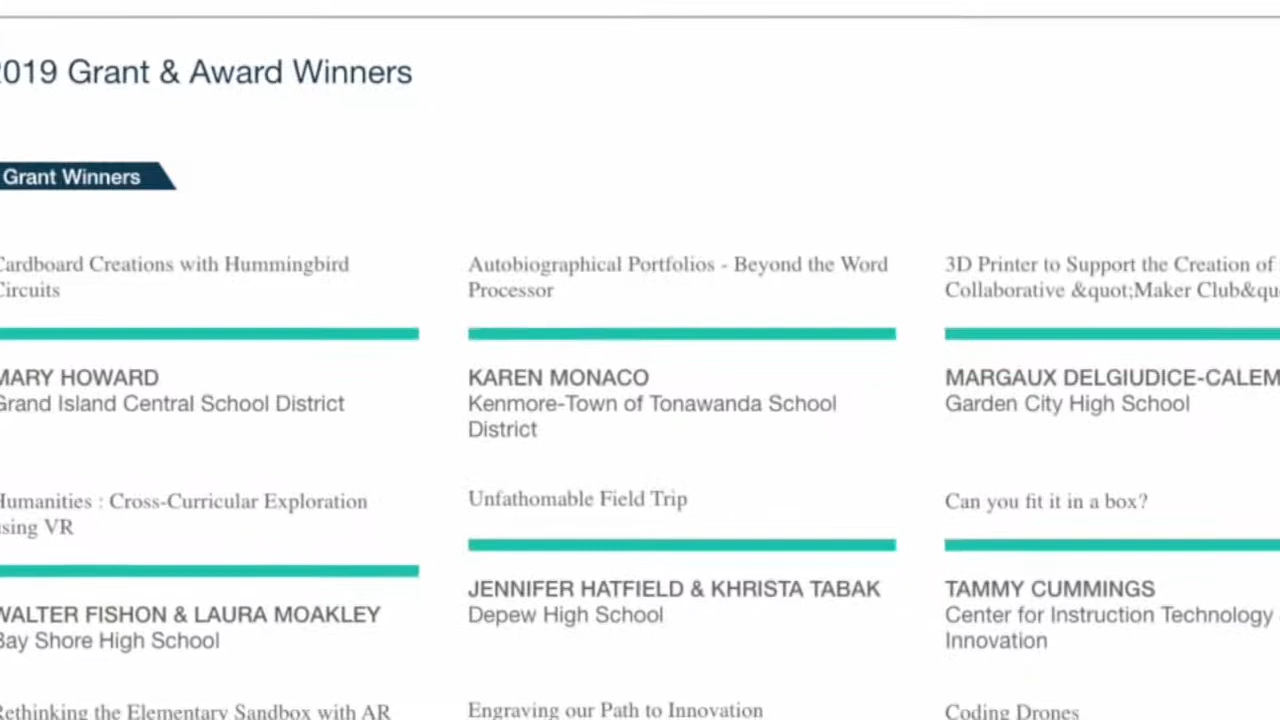 2019 Grant & Award Winners
Grant Winners
Cardboard Creations with Hummingbird
Circuits
MARY HOWARD
Grand Island Central School District
Autobiographical Portfolios - Beyond the Word
Processor
KAREN MONACO
Kenmore-Town of Tonawanda School
District
3D Printer to Support the Creation of
Collaborative &quot;Maker Club&qu
MARGAUX DELGIUDICE-CALEM
Garden City High School
Humanities : Cross-Curricular Exploration
using VR
WALTER FISHON & LAURA MOAKLEY
Bay Shore High School
Unfathomable Field Trip
JENNIFER HATFIELD & KHRISTA TABAK
Depew High School
Can you fit it in a box?
TAMMY CUMMINGS
Center for Instruction Technology
Innovation
Rethinking the Elementary Sandbox with AR
Engraving our Path to Innovation
Coding Drones